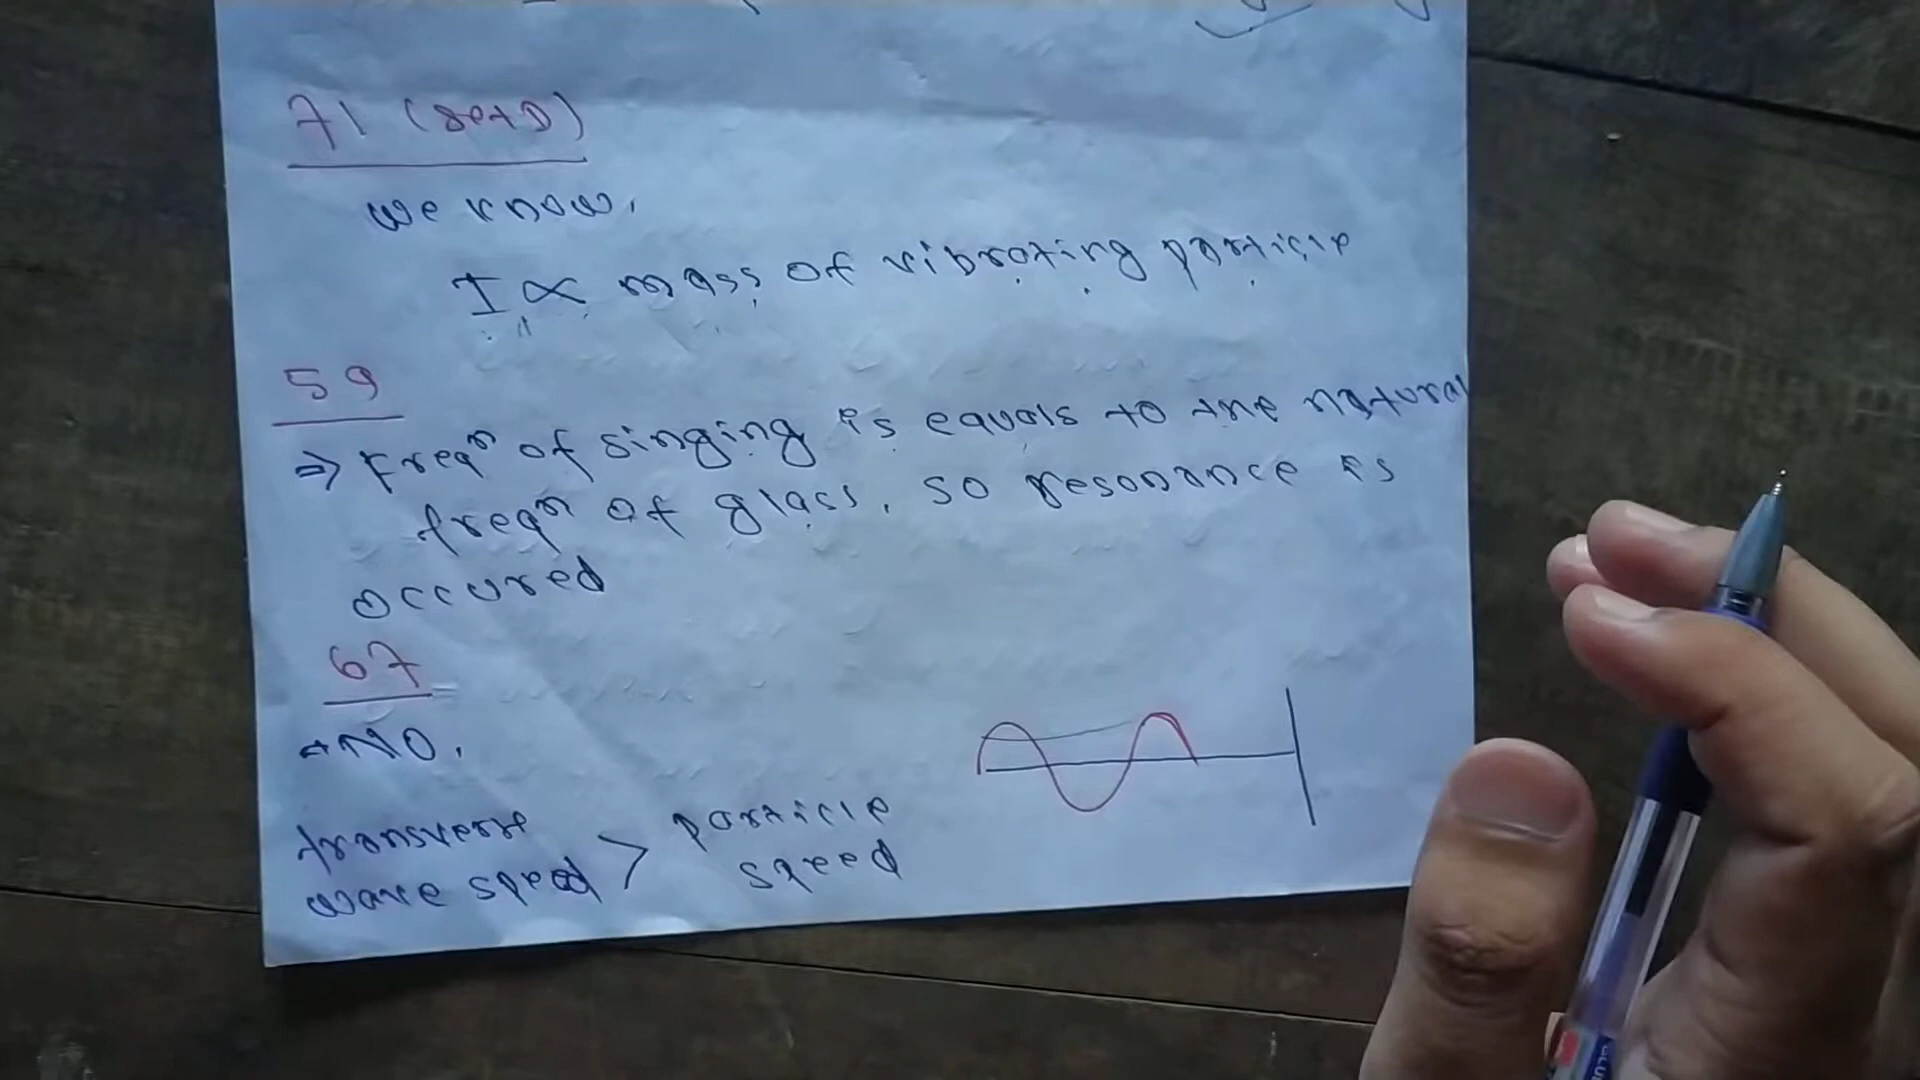 71 (Set D)
we know,
I ∝ mass of vibrating particle
59
⇒ Freqn of singing is equals to the natural
freqn of glass, so resonance is
occured
67
→ NO.
transverse
wave speed > particle
speed